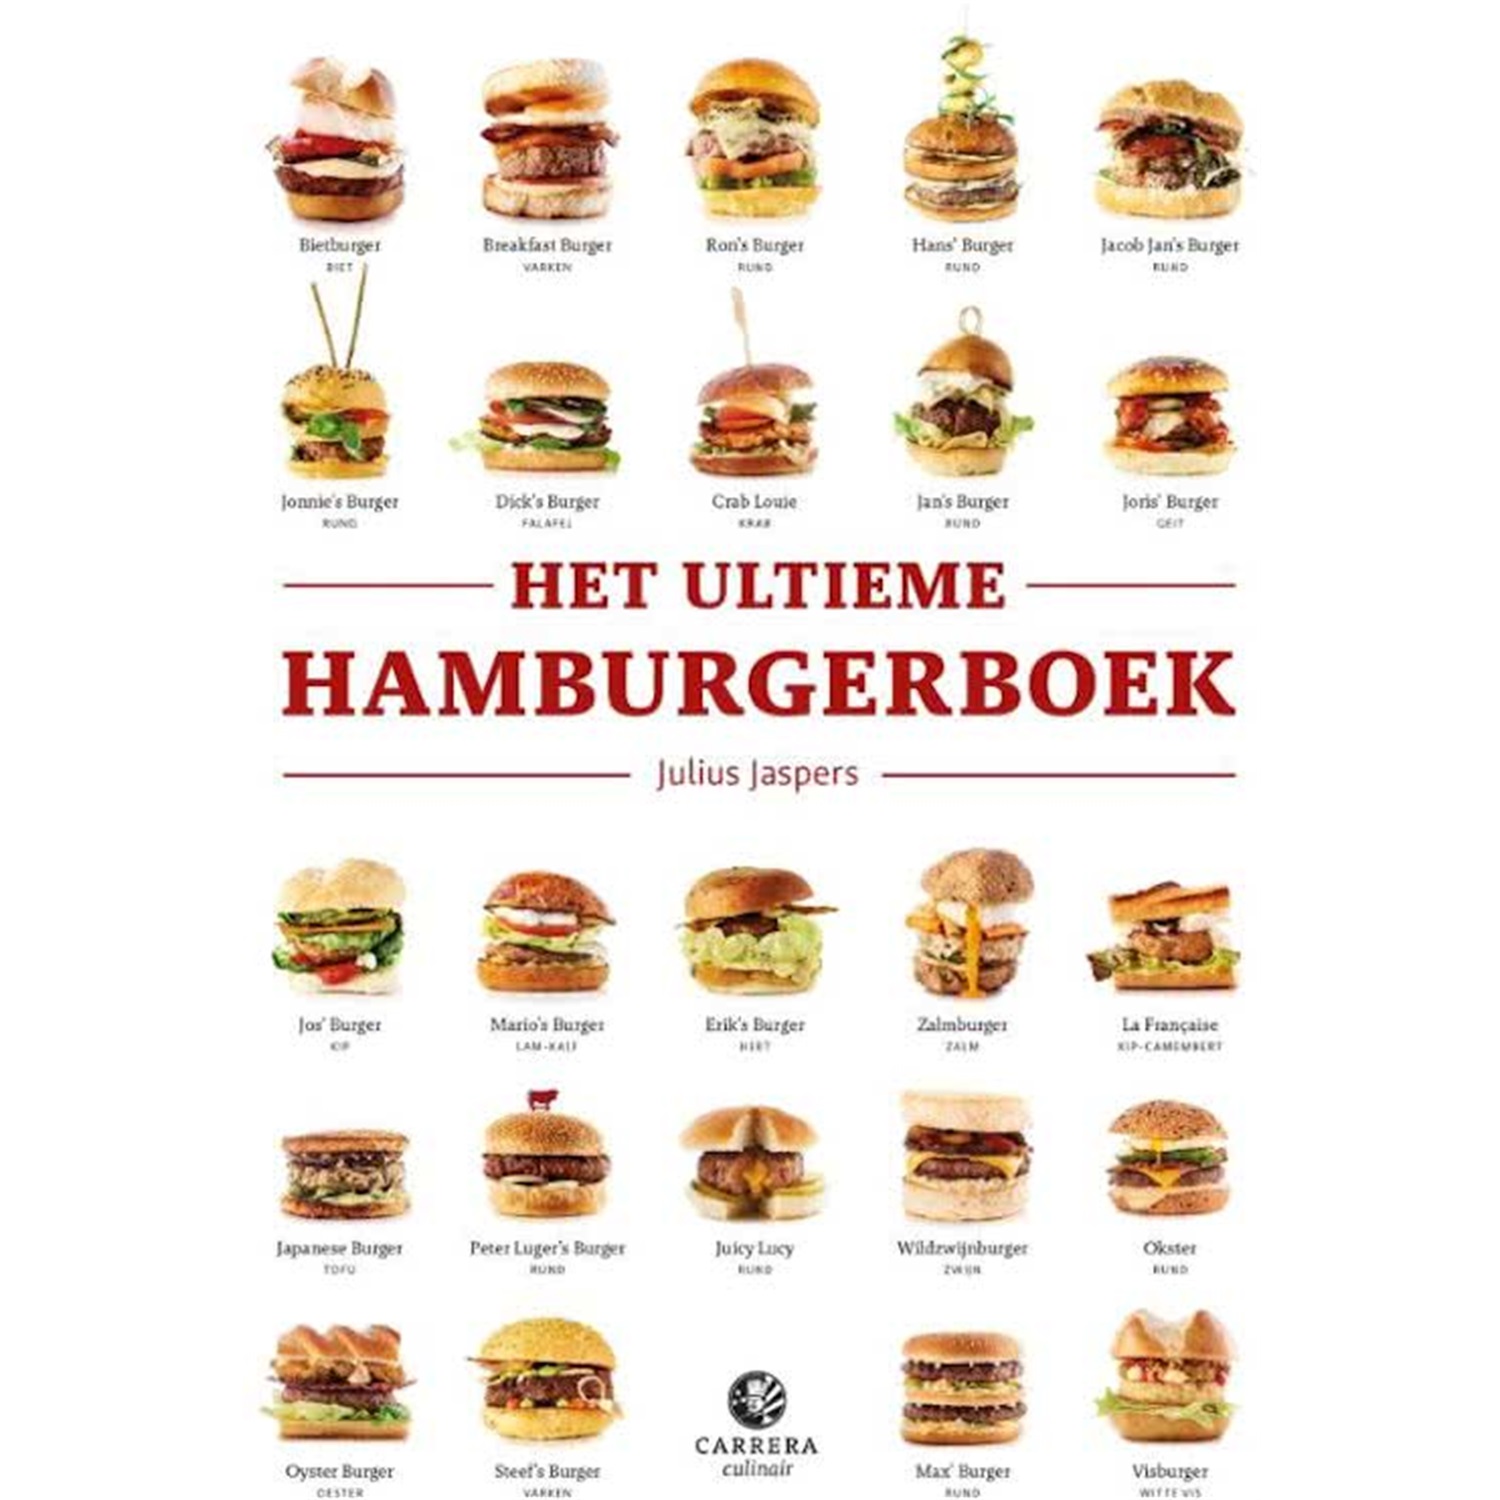 Bietburger Breakfast Burger Ron's Burger Hans' Burger Jacob Jan's Burger
BIET VARKEN RUND RUND RUND
Jonnie's Burger Dick's Burger Crab Louie Jan's Burger Joris' Burger
RUND FALAFEL KRAB RUND GEIT
HET ULTIEME
HAMBURGERBOEK
Julius Jaspers
Jos' Burger Mario's Burger Erik's Burger Zalmburger La Française
KIP LAM-KALF HERT ZALM KIP-CAMEMBERT
Japanese Burger Peter Luger's Burger Juicy Lucy Wildzwijnburger Okster
TOFU RUND RUND ZWIJN RUND
Oyster Burger Steef's Burger CARRERA culinair Max' Burger Visburger
OESTER VARKEN RUND WITTE VIS